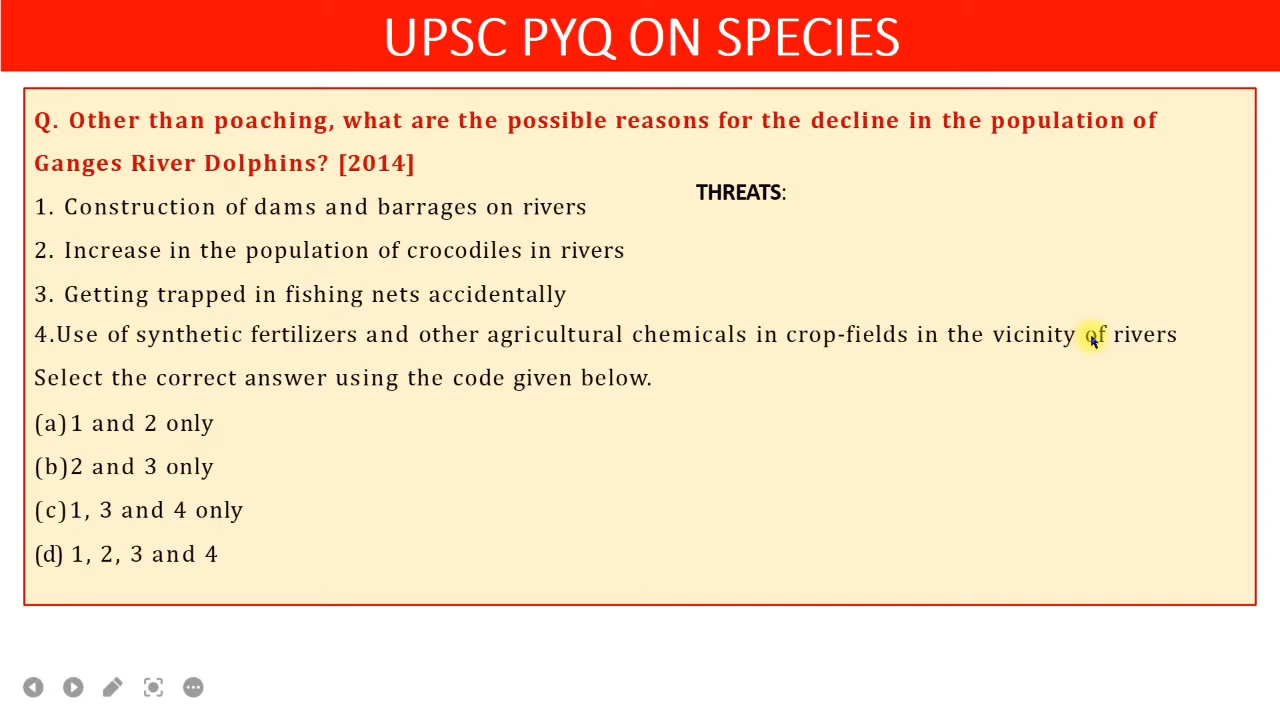 UPSC PYQ ON SPECIES
Q. Other than poaching, what are the possible reasons for the decline in the population of
Ganges River Dolphins? [2014]
THREATS:
1. Construction of dams and barrages on rivers
2. Increase in the population of crocodiles in rivers
3. Getting trapped in fishing nets accidentally
4.Use of synthetic fertilizers and other agricultural chemicals in crop-fields in the vicinity of rivers
Select the correct answer using the code given below.
(a)1 and 2 only
(b)2 and 3 only
(c)1, 3 and 4 only
(d) 1, 2, 3 and 4